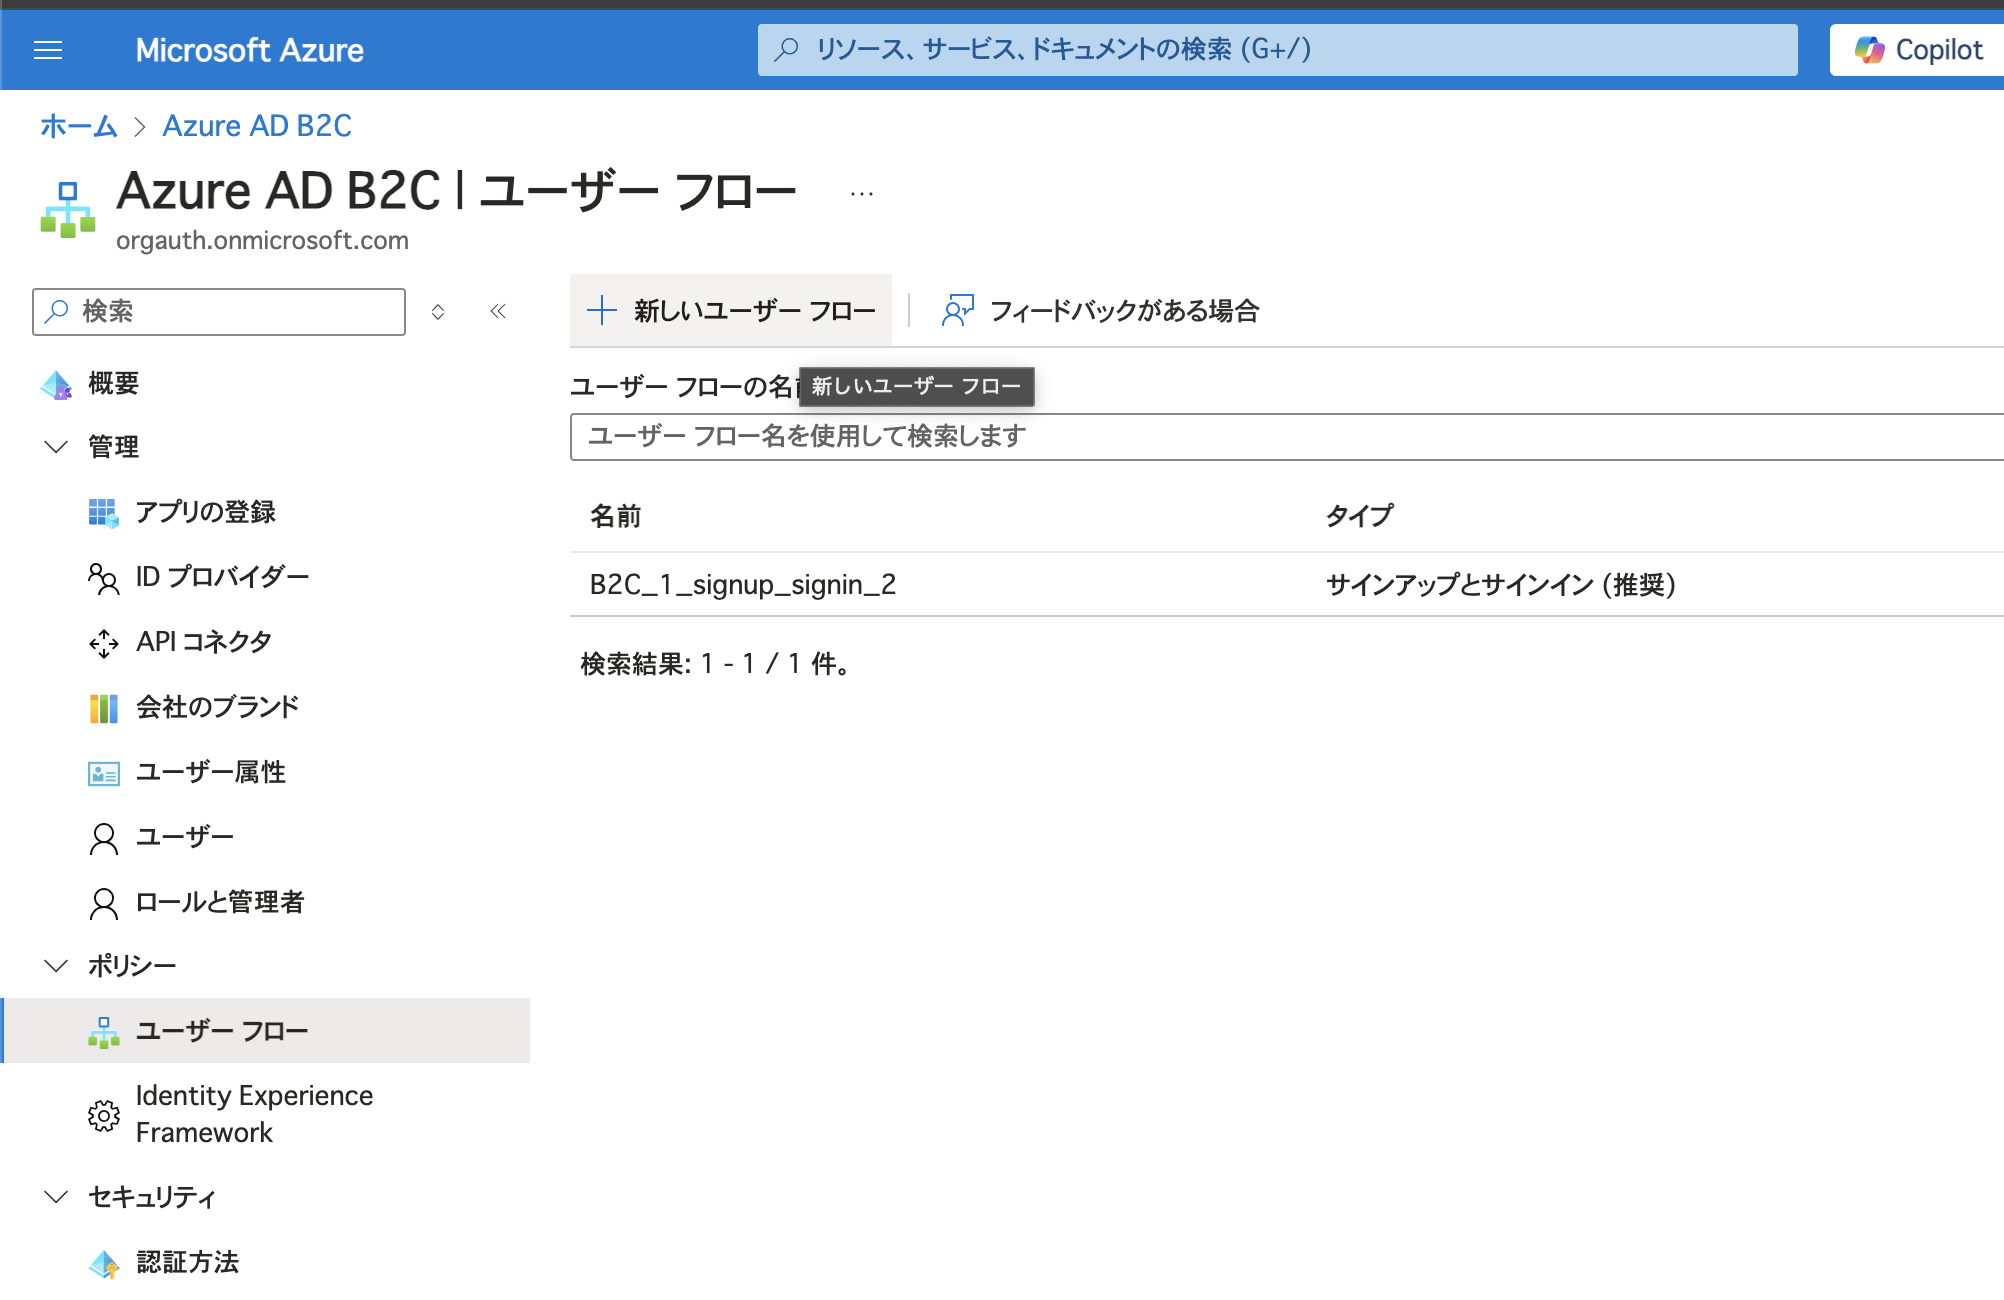 Microsoft Azure
リソース、サービス、ドキュメントの検索 (G+/)
Copilot
ホーム > Azure AD B2C
Azure AD B2C | ユーザー フロー ...
orgauth.onmicrosoft.com
検索
概要
管理
アプリの登録
ID プロバイダー
API コネクタ
会社のブランド
ユーザー属性
ユーザー
ロールと管理者
ポリシー
ユーザー フロー
Identity Experience
Framework
セキュリティ
認証方法
新しいユーザー フロー
フィードバックがある場合
ユーザー フローの名
新しいユーザー フロー
ユーザー フロー名を使用して検索します
名前 タイプ
B2C_1_signup_signin_2 サインアップとサインイン (推奨)
検索結果: 1 - 1 / 1 件。